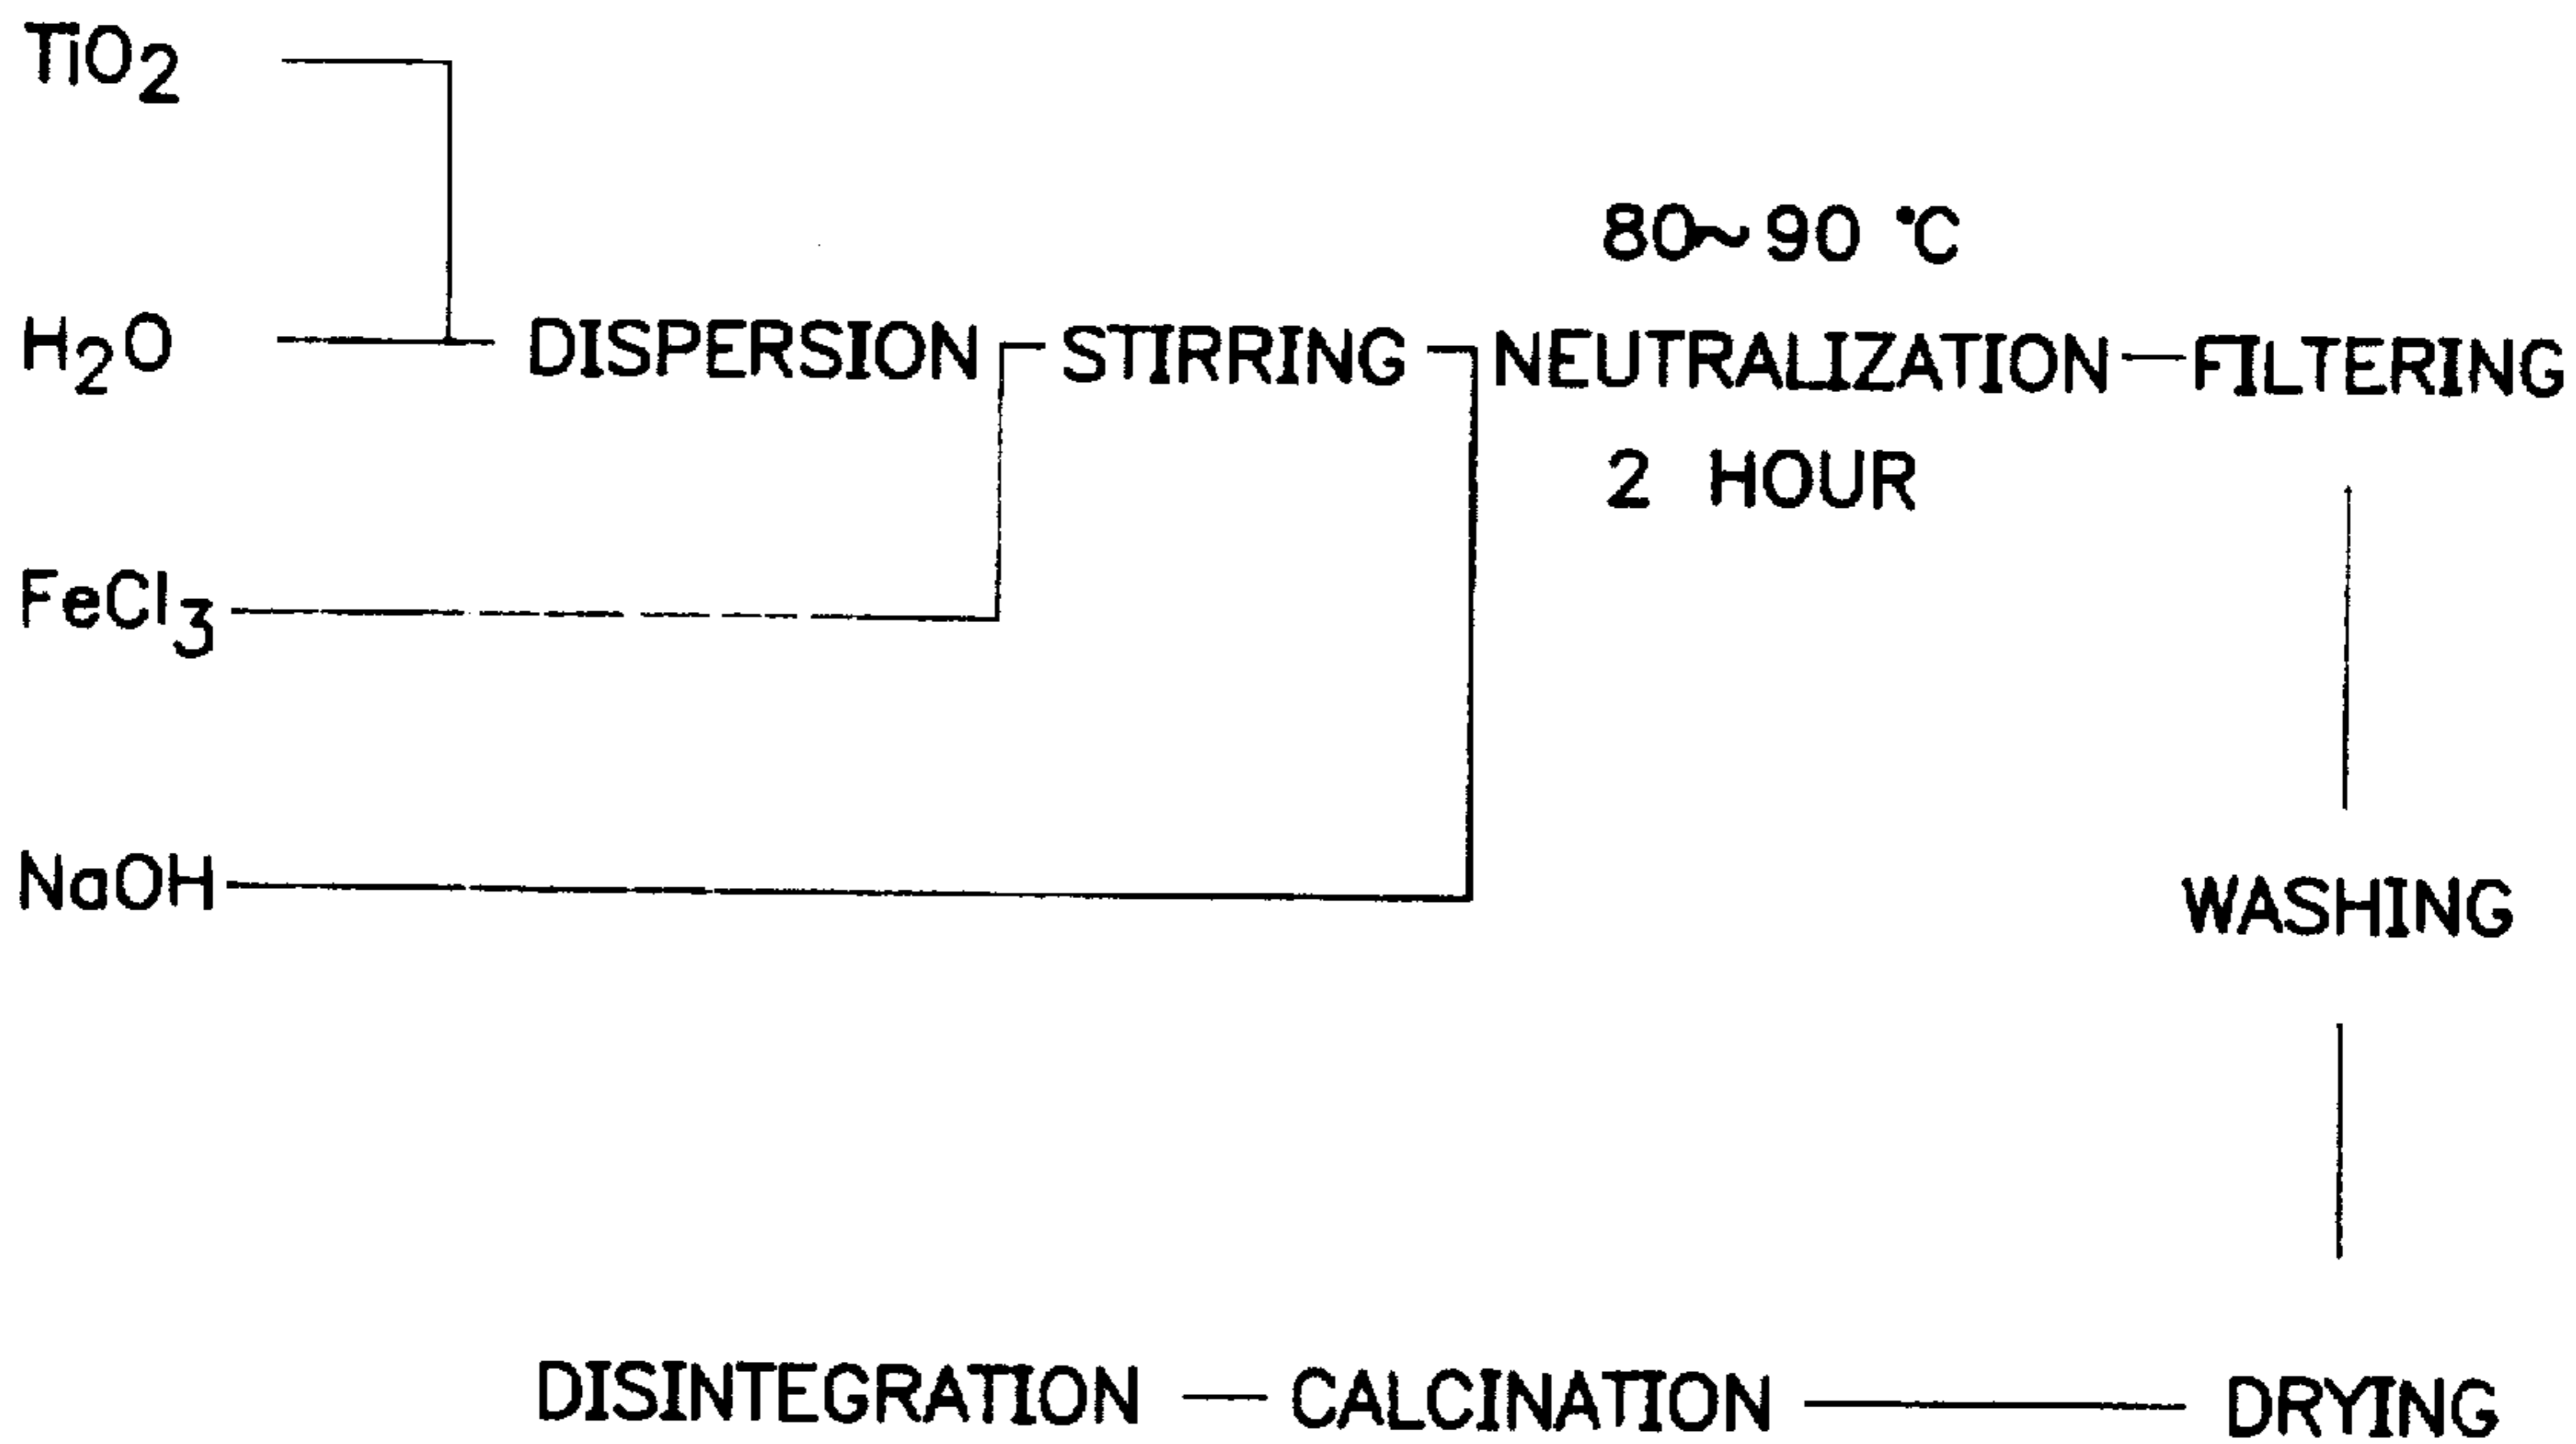 TiO2
80~90 °C
H2O DISPERSION STIRRING NEUTRALIZATION FILTERING
2 HOUR
FeCl3
NaOH WASHING
DISINTEGRATION CALCINATION DRYING